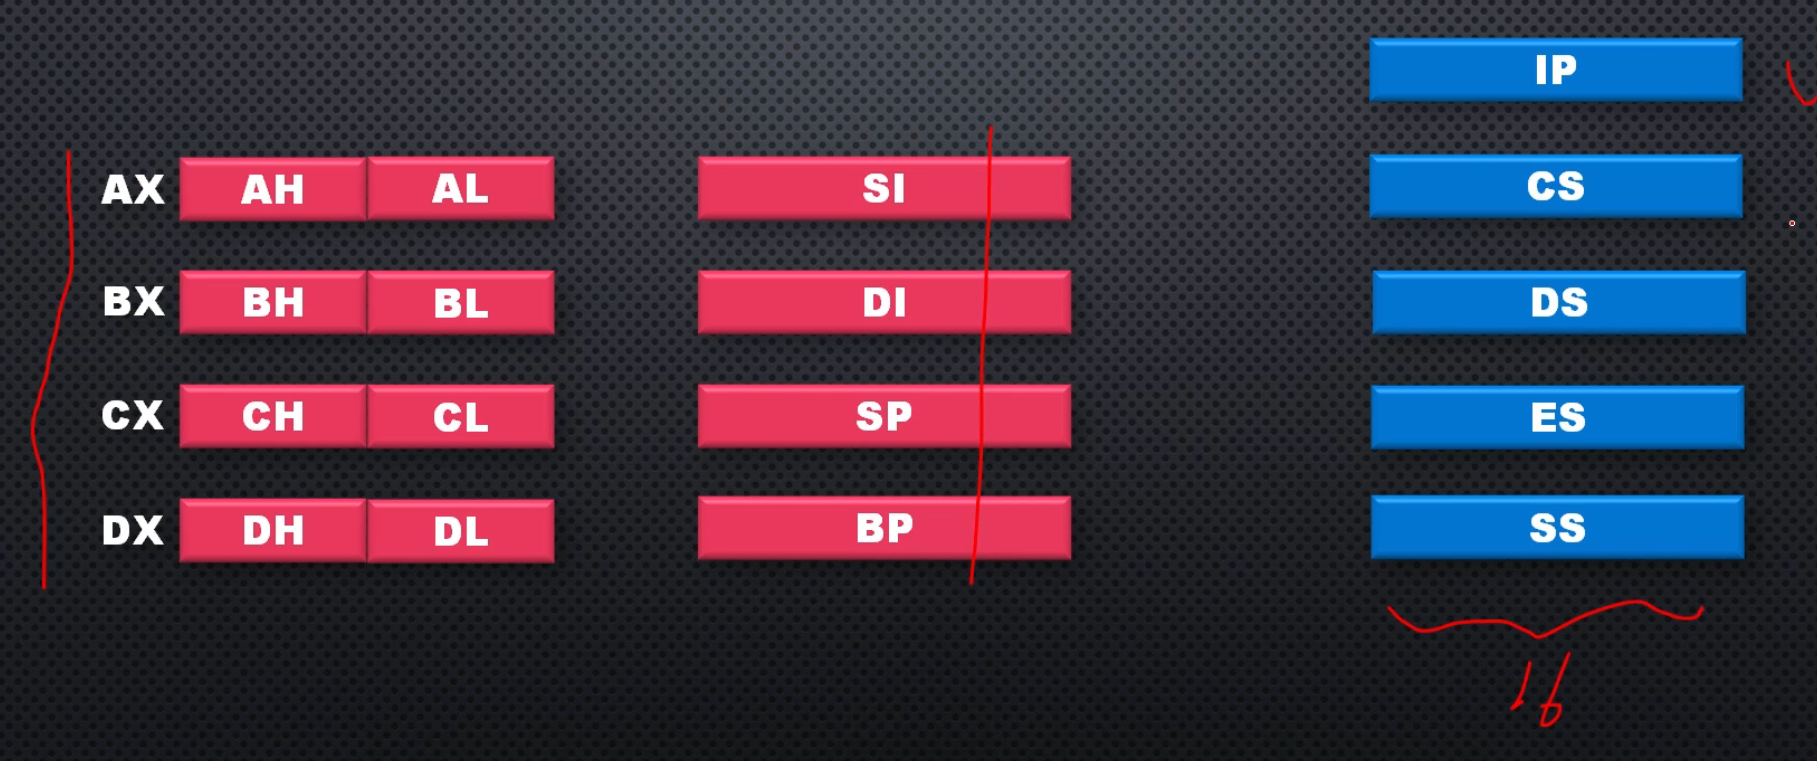 IP
AX AH AL SI CS
BX BH BL DI DS
CX CH CL SP ES
DX DH DL BP SS
16